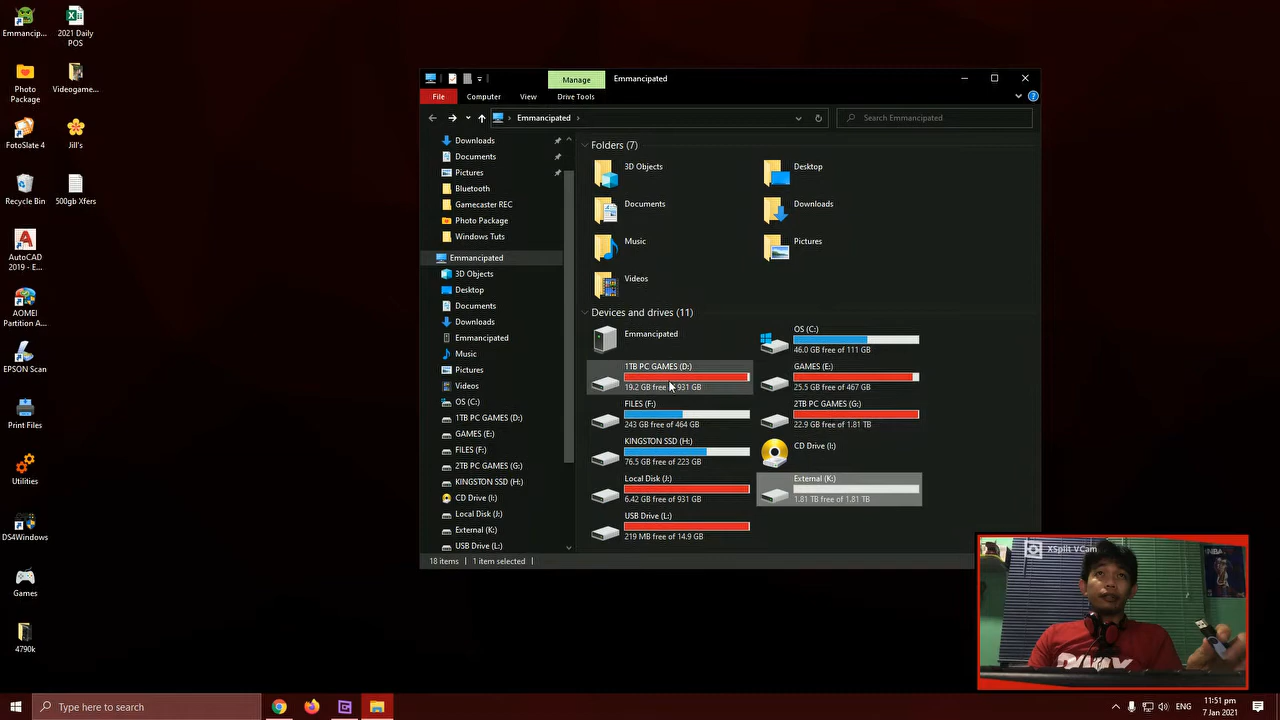 Emmancip...
2021 Daily
POS
Photo
Package
Videogame...
FotoSlate 4
Jill's
Recycle Bin
500gb Xfers
AutoCAD
2019 - E...
AOMEI
Partition A...
EPSON Scan
Print Files
Utilities
DS4Windows
Games
4790k
Manage
Emmancipated
File
Computer
View
Drive Tools
Emmancipated
Search Emmancipated
Downloads
Documents
Pictures
Bluetooth
Gamecaster REC
Photo Package
Windows Tuts
Emmancipated
3D Objects
Desktop
Documents
Downloads
Emmancipated
Music
Pictures
Videos
OS (C:)
1TB PC GAMES (D:)
GAMES (E:)
FILES (F:)
2TB PC GAMES (G:)
KINGSTON SSD (H:)
CD Drive (I:)
Local Disk (J:)
External (K:)
USB Drive (L:)
Folders (7)
3D Objects
Desktop
Documents
Downloads
Music
Pictures
Videos
Devices and drives (11)
Emmancipated
OS (C:)
46.0 GB free of 111 GB
1TB PC GAMES (D:)
19.2 GB free of 931 GB
GAMES (E:)
25.5 GB free of 467 GB
FILES (F:)
243 GB free of 464 GB
2TB PC GAMES (G:)
22.9 GB free of 1.81 TB
KINGSTON SSD (H:)
76.5 GB free of 223 GB
CD Drive (I:)
Local Disk (J:)
6.42 GB free of 931 GB
External (K:)
1.81 TB free of 1.81 TB
USB Drive (L:)
219 MB free of 14.9 GB
18 items
1 item selected
XSplit VCam
NBA
Type here to search
ENG
11:51 pm
7 Jan 2021